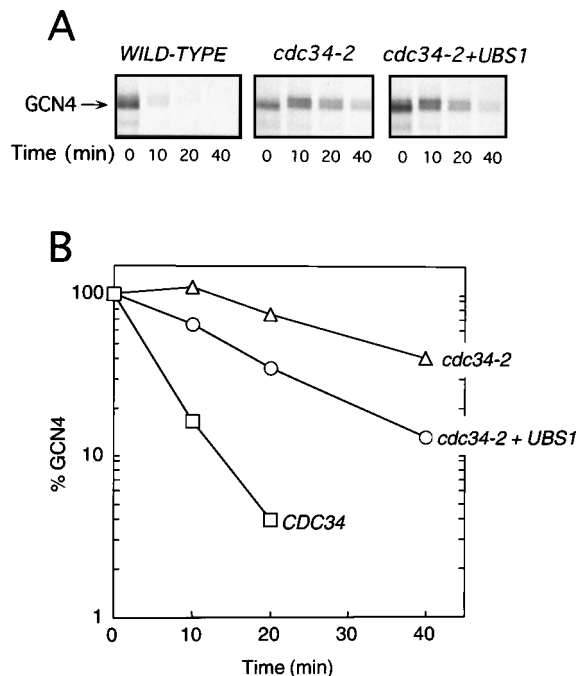 A
WILD-TYPE cdc34-2 cdc34-2+UBS1
GCN4→
Time (min) 0 10 20 40 0 10 20 40 0 10 20 40
B
100
10
1
% GCN4
cdc34-2
cdc34-2 + UBS1
CDC34
0 10 20 30 40
Time (min)